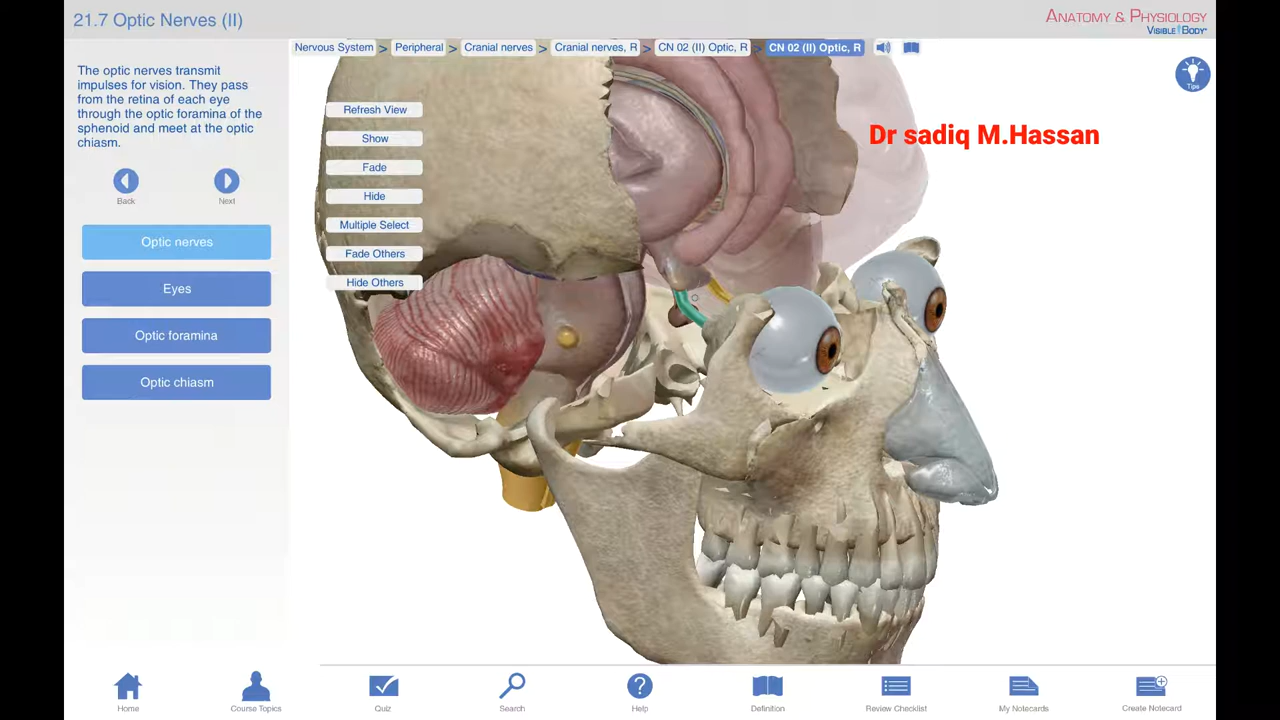 21.7 Optic Nerves (II)
ANATOMY & PHYSIOLOGY
VISIBLE BODY
Nervous System > Peripheral > Cranial nerves > Cranial nerves, R > CN 02 (II) Optic, R > CN 02 (II) Optic, R
The optic nerves transmit
impulses for vision. They pass
from the retina of each eye
through the optic foramina of the
sphenoid and meet at the optic
chiasm.
Back
Next
Optic nerves
Eyes
Optic foramina
Optic chiasm
Refresh View
Show
Fade
Hide
Multiple Select
Fade Others
Hide Others
Tips
Dr sadiq M.Hassan
Home
Course Topics
Quiz
Search
Help
Definition
Review Checklist
My Notecards
Create Notecard